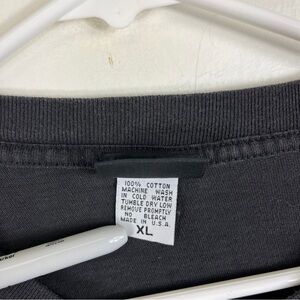 100% COTTON
MACHINE WASH
IN COLD WATER
TUMBLE DRY LOW
REMOVE PROMPTLY
NO BLEACH
MADE IN U.S.A.
XL